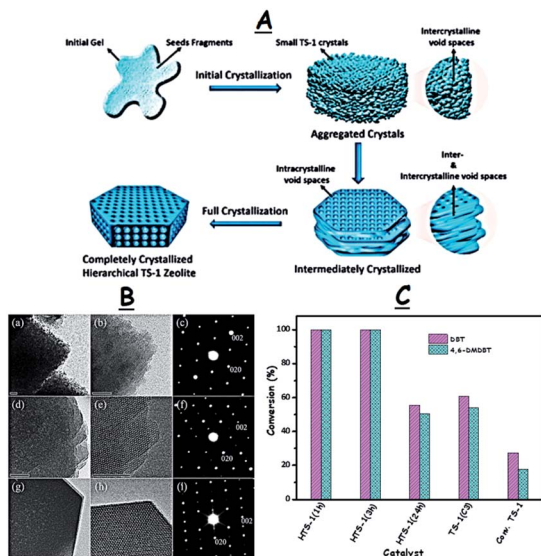 A
Initial Gel
Seeds Fragments
Initial Crystallization
Small TS-1 crystals
Intercrystalline
void spaces
Aggregated Crystals
Intracrystalline
void spaces
Inter-
&
Intercrystalline void spaces
Full Crystallization
Completely Crystallized
Hierarchical TS-1 Zeolite
Intermediately Crystallized
B
(a)
(b)
(c)
002
020
(d)
(e)
(f)
002
020
(g)
(h)
(i)
002
020
C
Conversion (%)
100
80
60
40
20
0
DBT
4,6-DMDBT
HTS-1(1h)
HTS-1(3h)
HTS-1(24h)
TS-1(C3)
Conv. TS-1
Catalyst